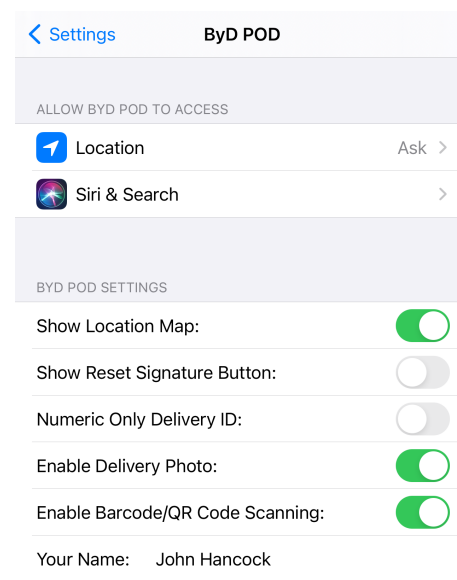 Settings ByD POD
ALLOW BYD POD TO ACCESS
Location Ask
Siri & Search
BYD POD SETTINGS
Show Location Map:
Show Reset Signature Button:
Numeric Only Delivery ID:
Enable Delivery Photo:
Enable Barcode/QR Code Scanning:
Your Name: John Hancock